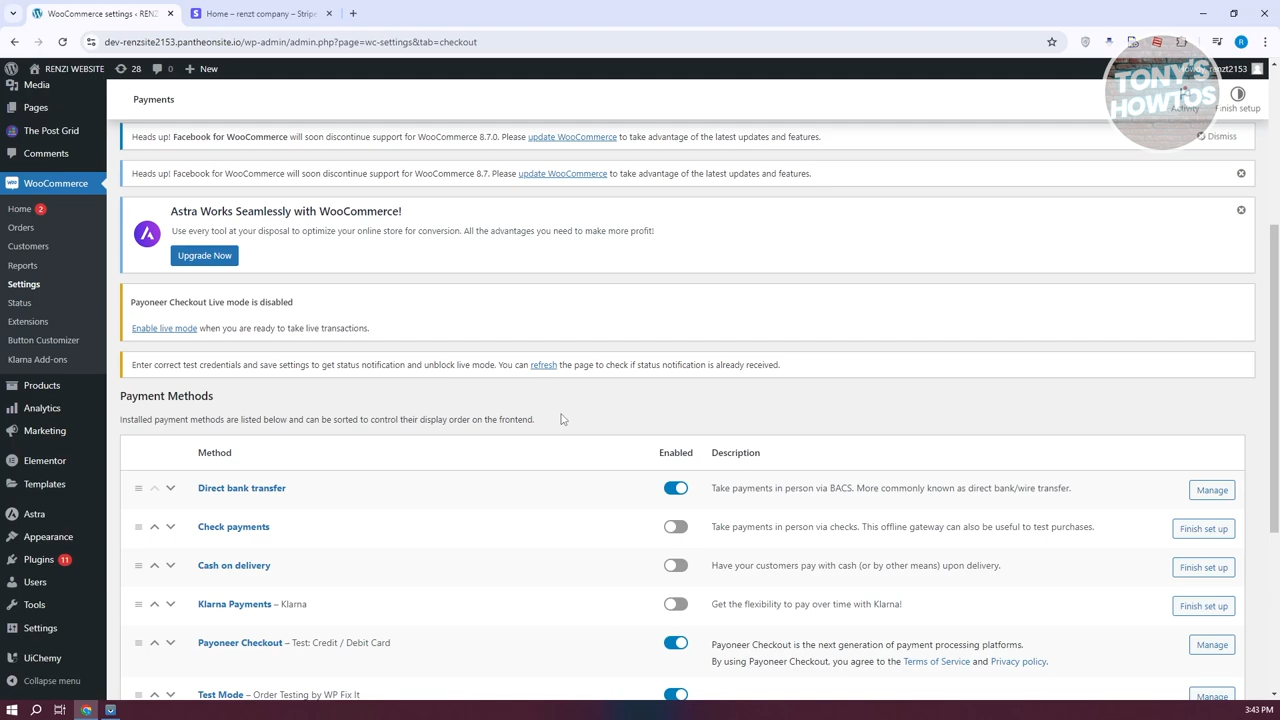 WooCommerce settings ‹ REN
Home – renzt company – Stripe
dev-renzsite2153.pantheonsite.io/wp-admin/admin.php?page=wc-settings&tab=checkout
R
RENZI WEBSITE
28
0
New
Howdy, renzt2153
TONY'S
HOWTOS
Media
Pages
The Post Grid
Comments
WooCommerce
Home 2
Orders
Customers
Reports
Settings
Status
Extensions
Button Customizer
Klarna Add-ons
Products
Analytics
Marketing
Elementor
Templates
Astra
Appearance
Plugins 11
Users
Tools
Settings
UiChemy
Collapse menu
Payments
Activity
Finish setup
Heads up! Facebook for WooCommerce will soon discontinue support for WooCommerce 8.7.0. Please update WooCommerce to take advantage of the latest updates and features.
Dismiss
Heads up! Facebook for WooCommerce will soon discontinue support for WooCommerce 8.7. Please update WooCommerce to take advantage of the latest updates and features.
Astra Works Seamlessly with WooCommerce!
Use every tool at your disposal to optimize your online store for conversion. All the advantages you need to make more profit!
Upgrade Now
Payoneer Checkout Live mode is disabled
Enable live mode when you are ready to take live transactions.
Enter correct test credentials and save settings to get status notification and unblock live mode. You can refresh the page to check if status notification is already received.
Payment Methods
Installed payment methods are listed below and can be sorted to control their display order on the frontend.
Method Enabled Description
Direct bank transfer Take payments in person via BACS. More commonly known as direct bank/wire transfer. Manage
Check payments Take payments in person via checks. This offline gateway can also be useful to test purchases. Finish set up
Cash on delivery Have your customers pay with cash (or by other means) upon delivery. Finish set up
Klarna Payments – Klarna Get the flexibility to pay over time with Klarna! Finish set up
Payoneer Checkout – Test: Credit / Debit Card Payoneer Checkout is the next generation of payment processing platforms. Manage
By using Payoneer Checkout, you agree to the Terms of Service and Privacy policy.
Test Mode – Order Testing by WP Fix It Manage
3:43 PM